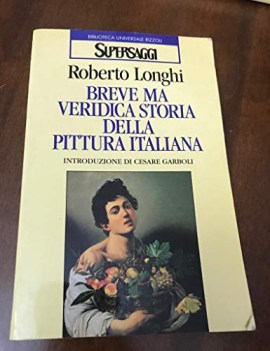 BIBLIOTECA UNIVERSALE RIZZOLI
SUPERSAGGI
Roberto Longhi
BREVE MA
VERIDICA STORIA
DELLA
PITTURA ITALIANA
INTRODUZIONE DI CESARE GARBOLI